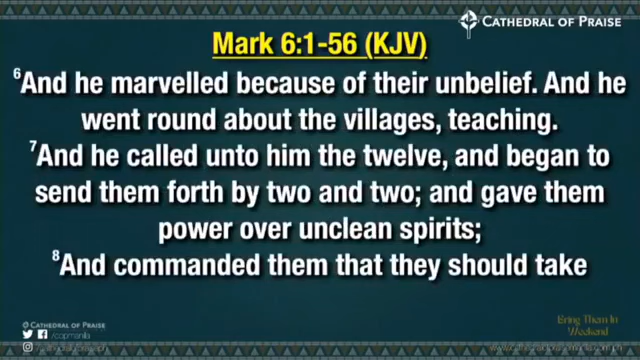 CATHEDRAL OF PRAISE
Mark 6:1-56 (KJV)
6And he marvelled because of their unbelief. And he
went round about the villages, teaching.
7And he called unto him the twelve, and began to
send them forth by two and two; and gave them
power over unclean spirits;
8And commanded them that they should take
CATHEDRAL OF PRAISE
/copmanila
Bring Them In
Weekend